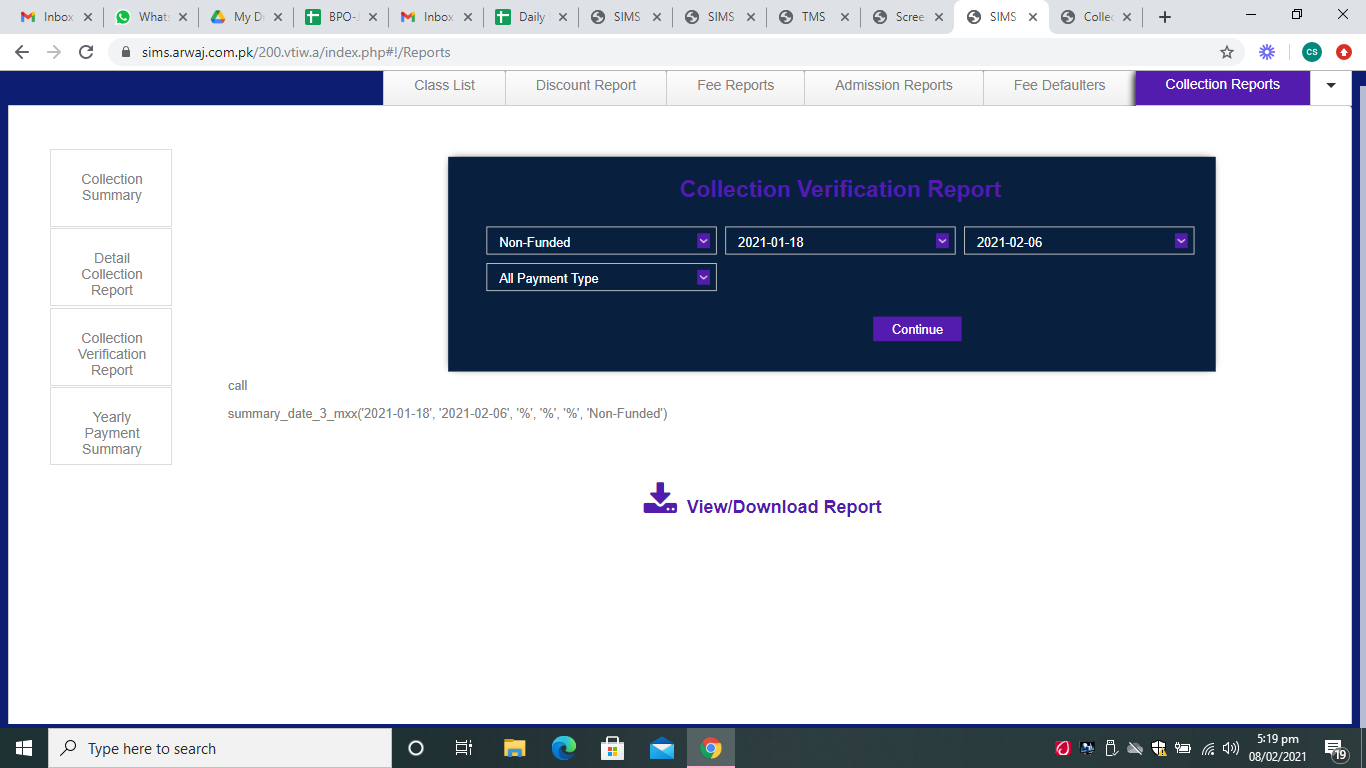 Inbox
Whats
My D
BPO-
Inbox
Daily
SIMS
SIMS
TMS
Scree
SIMS
Collec
sims.arwaj.com.pk/200.vtiw.a/index.php#!/Reports
CS
Class List
Discount Report
Fee Reports
Admission Reports
Fee Defaulters
Collection Reports
Collection
Summary
Detail
Collection
Report
Collection
Verification
Report
Yearly
Payment
Summary
Collection Verification Report
Non-Funded
2021-01-18
2021-02-06
All Payment Type
Continue
call
summary_date_3_mxx('2021-01-18', '2021-02-06', '%', '%', '%', 'Non-Funded')
View/Download Report
Type here to search
5:19 pm
08/02/2021
19